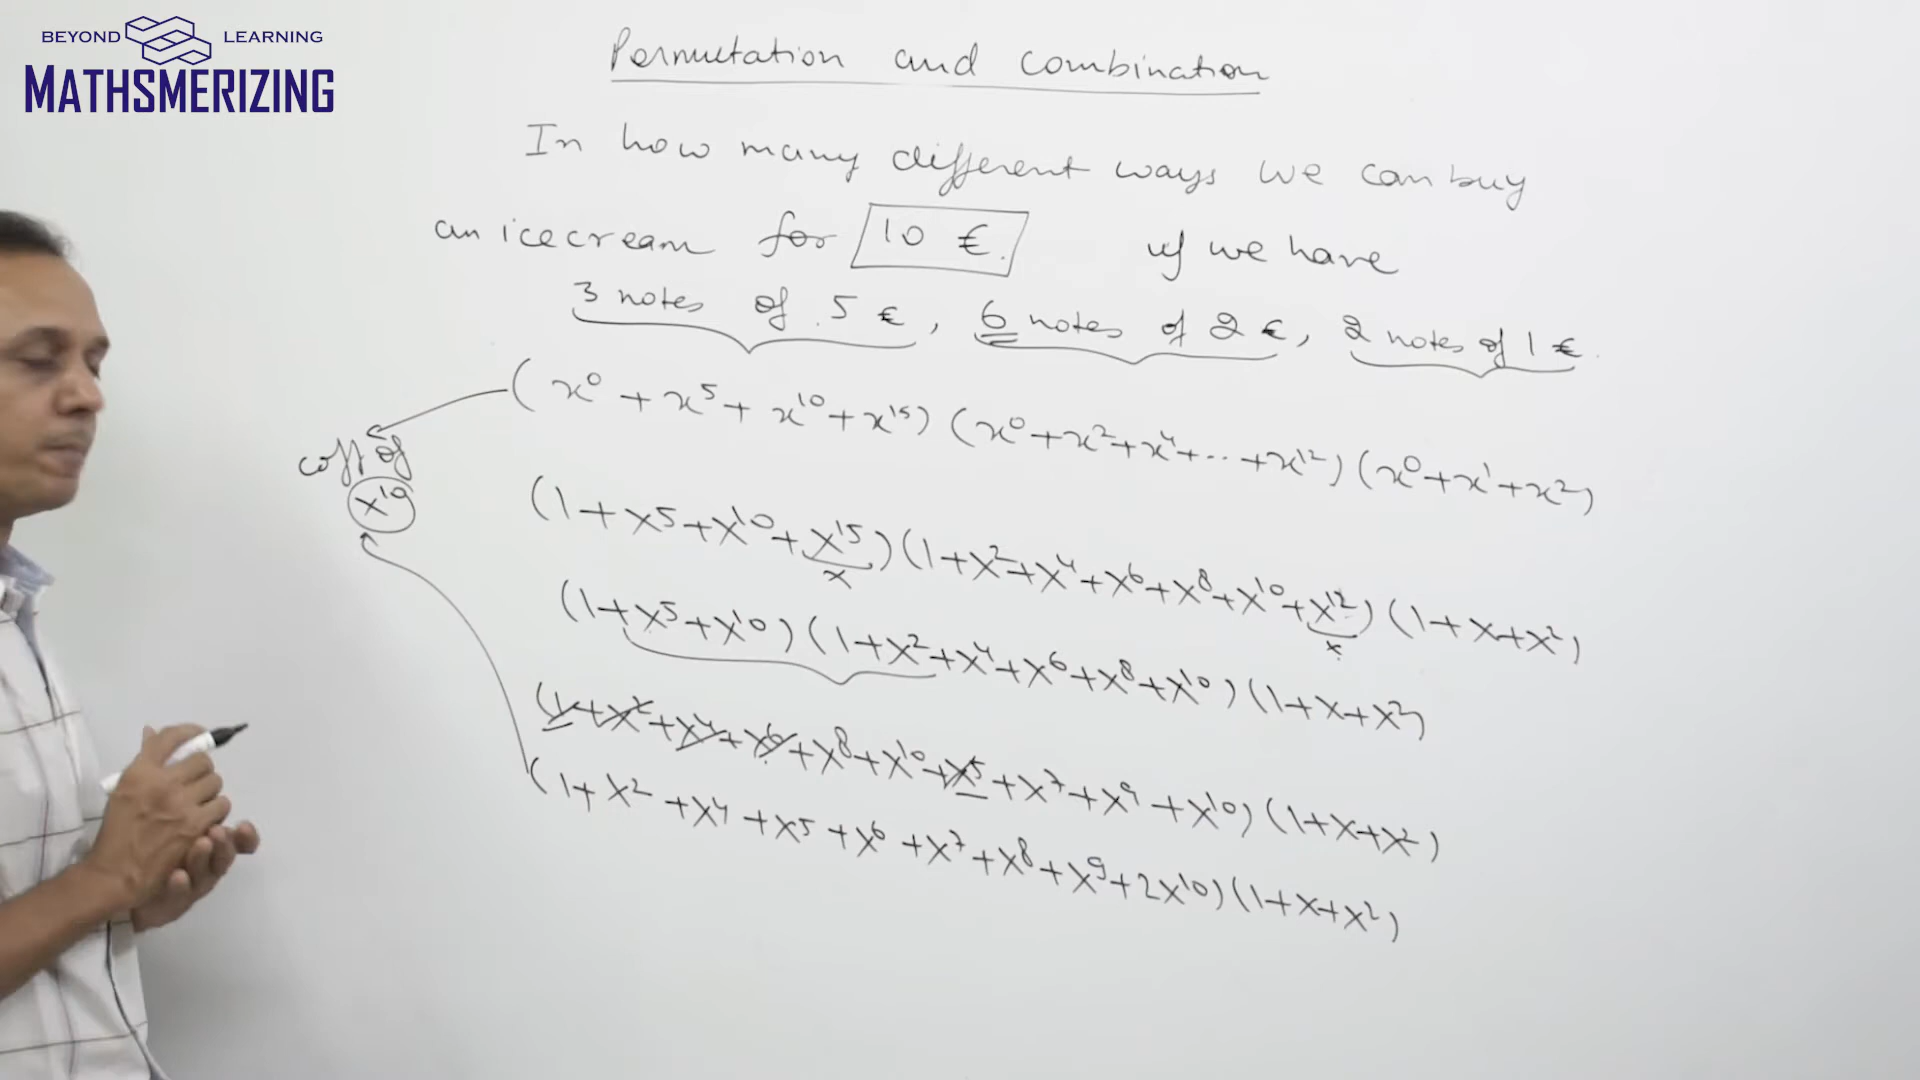 BEYOND LEARNING
MATHSMERIZING
Permutation and combination
In how many different ways we can buy
an icecream for 10 €. if we have
3 notes of 5 €, 6 notes of 2 €, 2 notes of 1 €.
(x⁰ + x⁵ + x¹⁰ + x¹⁵) (x⁰ + x² + x⁴ + ... + x¹²) (x⁰ + x¹ + x²)
coff of
x¹⁰
(1 + x⁵ + x¹⁰ + x¹⁵) (1 + x² + x⁴ + x⁶ + x⁸ + x¹⁰ + x¹²) (1 + x + x²)
x x
(1 + x⁵ + x¹⁰) (1 + x² + x⁴ + x⁶ + x⁸ + x¹⁰) (1 + x + x²)
(1 + x² + x⁴ + x⁶ + x⁸ + x¹⁰ + x⁵ + x⁷ + x⁹ + x¹⁰) (1 + x + x²)
(1 + x² + x⁴ + x⁵ + x⁶ + x⁷ + x⁸ + x⁹ + 2x¹⁰) (1 + x + x²)